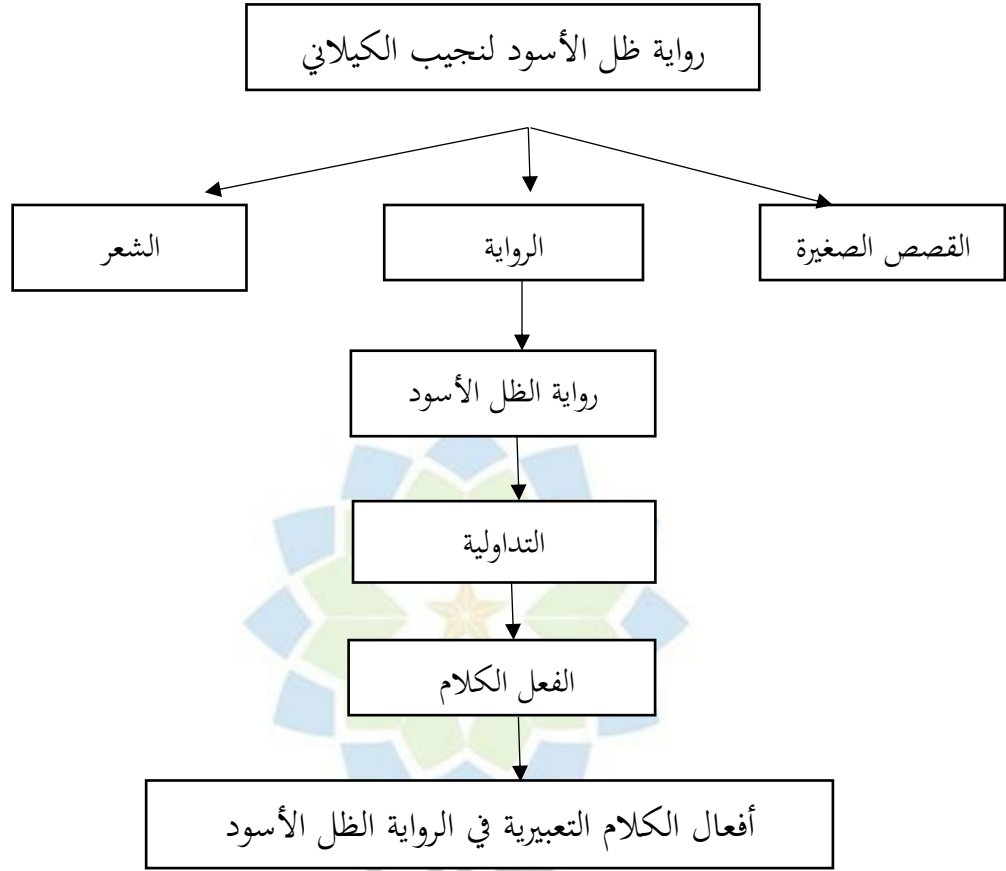 رواية ظل الأسود لنجيب الكيلاني
القصص الصغيرة
الرواية
الشعر
رواية الظل الأسود
التداولية
الفعل الكلام
أفعال الكلام التعبيرية في الرواية الظل الأسود